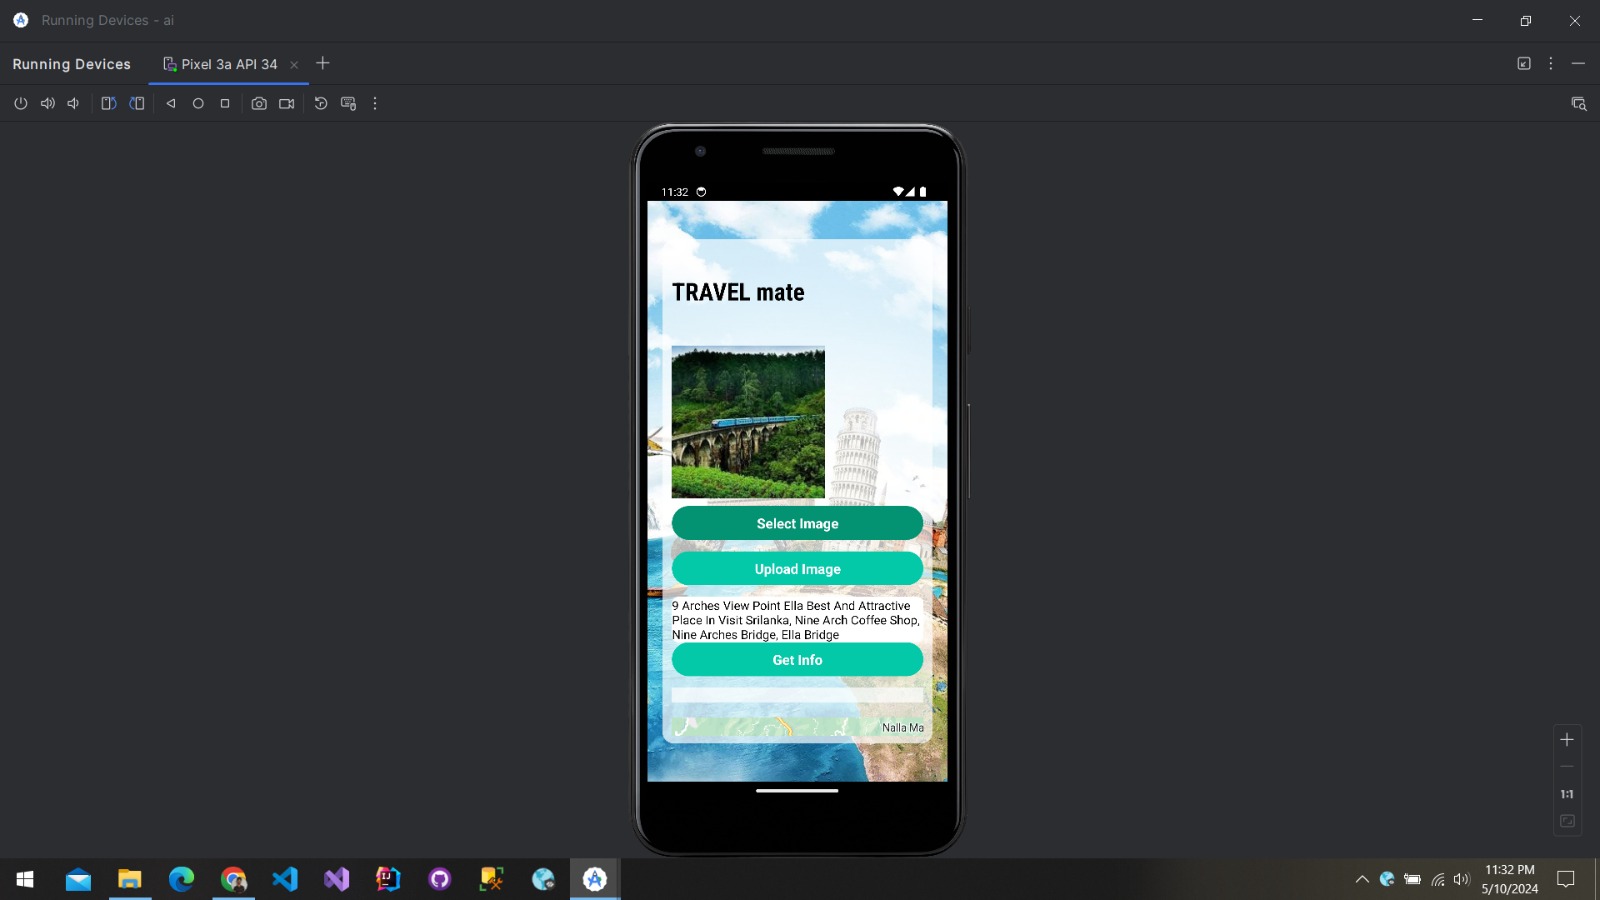 Running Devices - ai
Running Devices
Pixel 3a API 34
11:32
TRAVEL mate
Select Image
Upload Image
9 Arches View Point Ella Best And Attractive
Place In Visit Srilanka, Nine Arch Coffee Shop,
Nine Arches Bridge, Ella Bridge
Get Info
Nalla Ma
1:1
11:32 PM
5/10/2024